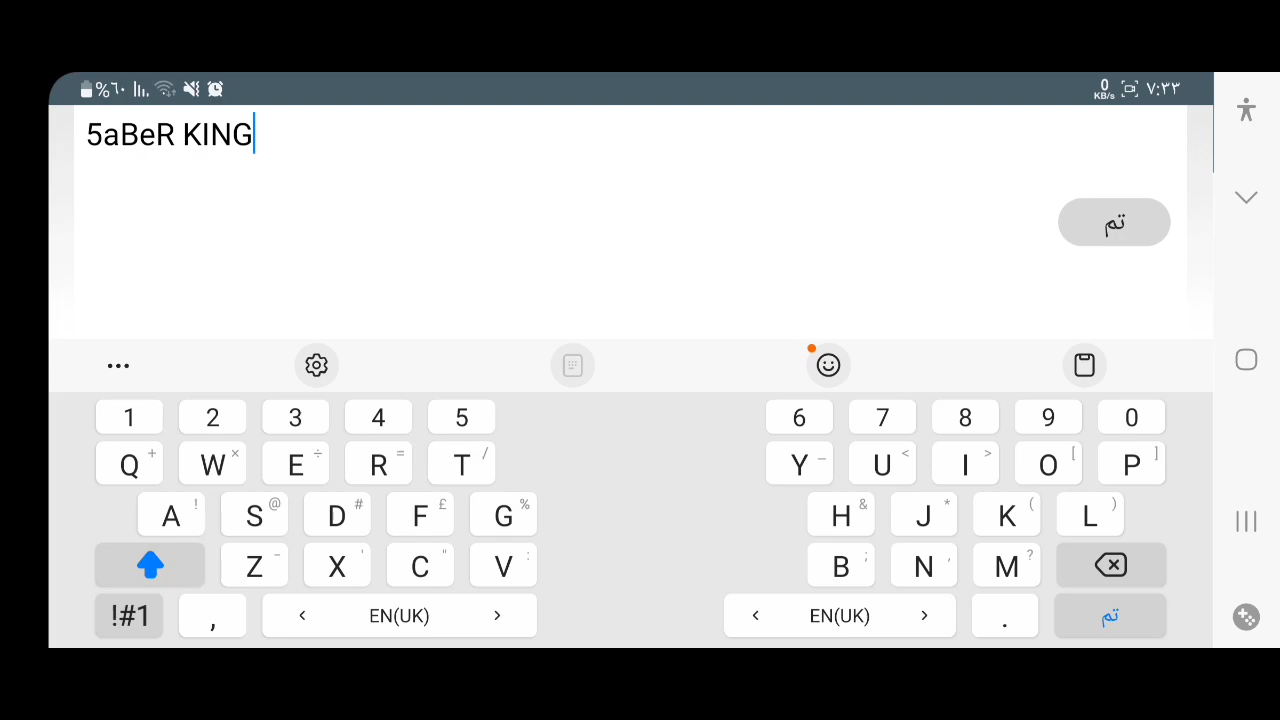 %٦٠ 0 KB/s ٧:٣٣
5aBeR KING
تم
1 2 3 4 5 6 7 8 9 0
Q + W × E ÷ R = T / Y _ U < I > O [ P ]
A ! S @ D # F £ G % H & J * K ( L )
Z - X ' C " V : B ; N , M ?
!#1 , < EN(UK) > < EN(UK) > . تم